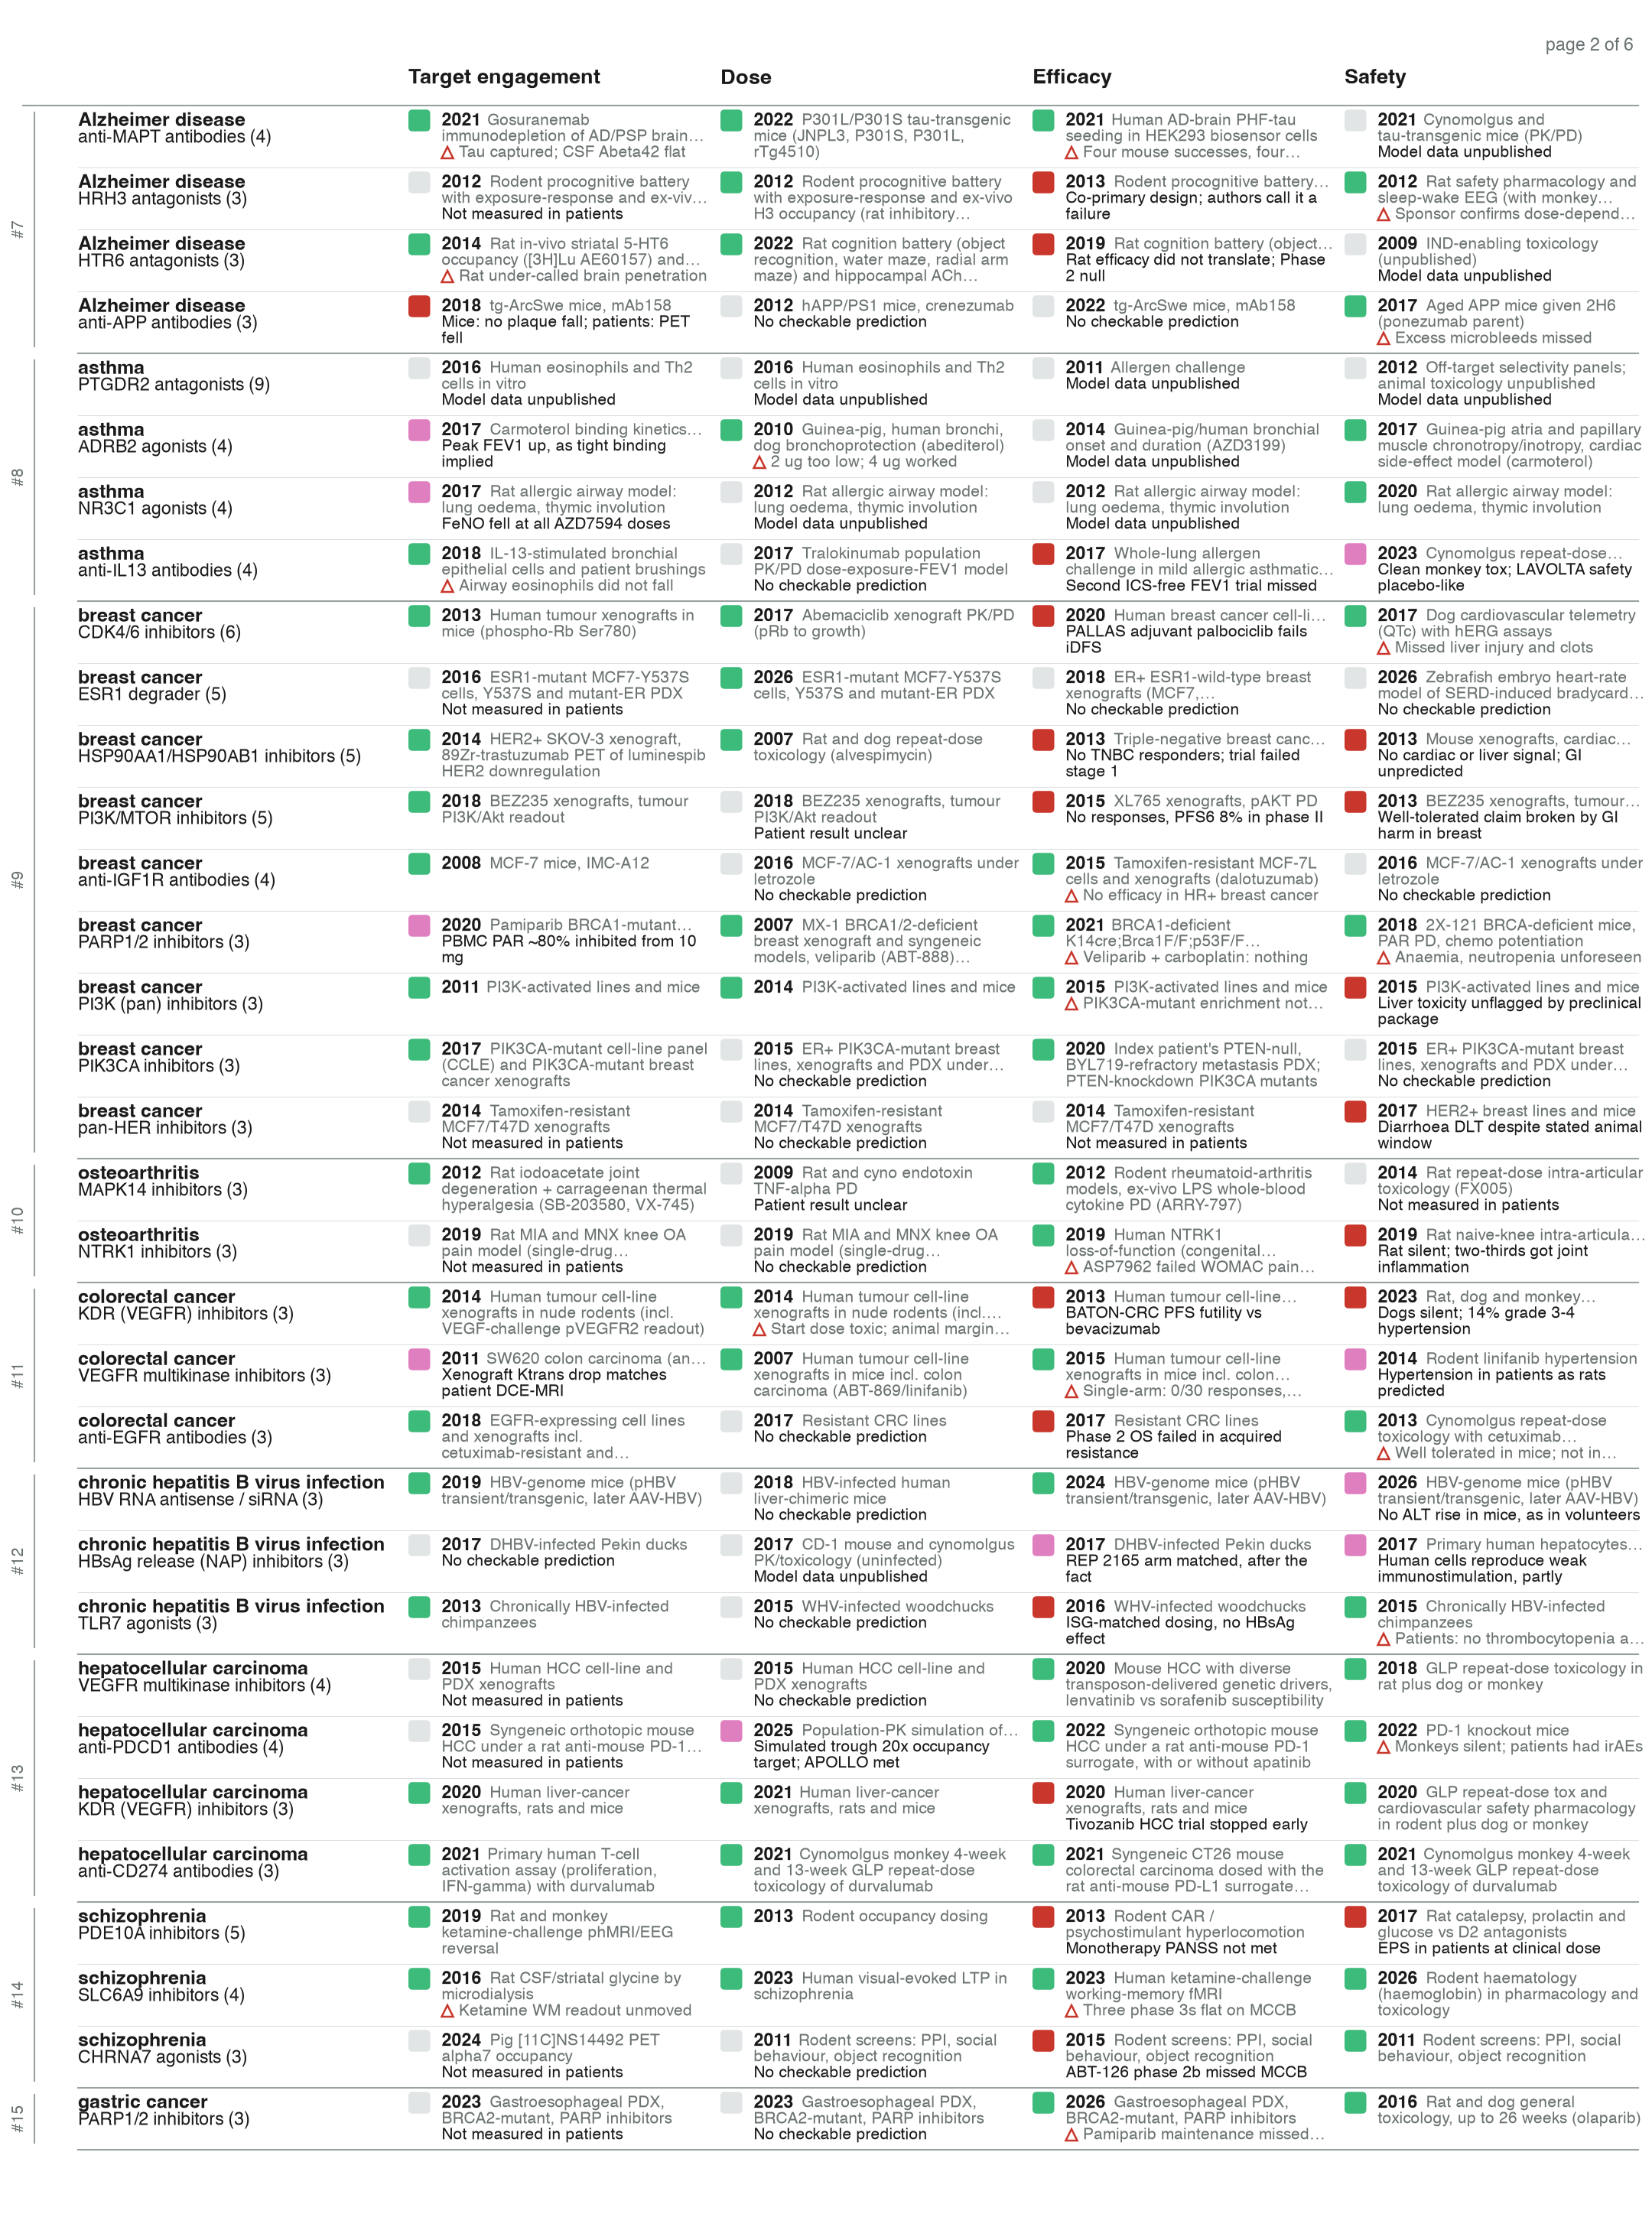 page 2 of 6
Target engagement
Dose
Efficacy
Safety
#7
Alzheimer disease
anti-MAPT antibodies (4)
2021 Gosuranemab
immunodepletion of AD/PSP brain…
△ Tau captured; CSF Abeta42 flat
2022 P301L/P301S tau-transgenic
mice (JNPL3, P301S, P301L,
rTg4510)
2021 Human AD-brain PHF-tau
seeding in HEK293 biosensor cells
△ Four mouse successes, four…
2021 Cynomolgus and
tau-transgenic mice (PK/PD)
Model data unpublished
Alzheimer disease
HRH3 antagonists (3)
2012 Rodent procognitive battery
with exposure-response and ex-viv…
Not measured in patients
2012 Rodent procognitive battery
with exposure-response and ex-vivo
H3 occupancy (rat inhibitory…
2013 Rodent procognitive battery…
Co-primary design; authors call it a
failure
2012 Rat safety pharmacology and
sleep-wake EEG (with monkey…
△ Sponsor confirms dose-depend…
Alzheimer disease
HTR6 antagonists (3)
2014 Rat in-vivo striatal 5-HT6
occupancy ([3H]Lu AE60157) and…
△ Rat under-called brain penetration
2022 Rat cognition battery (object
recognition, water maze, radial arm
maze) and hippocampal ACh…
2019 Rat cognition battery (object…
Rat efficacy did not translate; Phase
2 null
2009 IND-enabling toxicology
(unpublished)
Model data unpublished
Alzheimer disease
anti-APP antibodies (3)
2018 tg-ArcSwe mice, mAb158
Mice: no plaque fall; patients: PET
fell
2012 hAPP/PS1 mice, crenezumab
No checkable prediction
2022 tg-ArcSwe mice, mAb158
No checkable prediction
2017 Aged APP mice given 2H6
(ponezumab parent)
△ Excess microbleeds missed
#8
asthma
PTGDR2 antagonists (9)
2016 Human eosinophils and Th2
cells in vitro
Model data unpublished
2016 Human eosinophils and Th2
cells in vitro
Model data unpublished
2011 Allergen challenge
Model data unpublished
2012 Off-target selectivity panels;
animal toxicology unpublished
Model data unpublished
asthma
ADRB2 agonists (4)
2017 Carmoterol binding kinetics…
Peak FEV1 up, as tight binding
implied
2010 Guinea-pig, human bronchi,
dog bronchoprotection (abediterol)
△ 2 ug too low; 4 ug worked
2014 Guinea-pig/human bronchial
onset and duration (AZD3199)
Model data unpublished
2017 Guinea-pig atria and papillary
muscle chronotropy/inotropy, cardiac
side-effect model (carmoterol)
asthma
NR3C1 agonists (4)
2017 Rat allergic airway model:
lung oedema, thymic involution
FeNO fell at all AZD7594 doses
2012 Rat allergic airway model:
lung oedema, thymic involution
Model data unpublished
2012 Rat allergic airway model:
lung oedema, thymic involution
Model data unpublished
2020 Rat allergic airway model:
lung oedema, thymic involution
asthma
anti-IL13 antibodies (4)
2018 IL-13-stimulated bronchial
epithelial cells and patient brushings
△ Airway eosinophils did not fall
2017 Tralokinumab population
PK/PD dose-exposure-FEV1 model
No checkable prediction
2017 Whole-lung allergen
challenge in mild allergic asthmatic…
Second ICS-free FEV1 trial missed
2023 Cynomolgus repeat-dose…
Clean monkey tox; LAVOLTA safety
placebo-like
#9
breast cancer
CDK4/6 inhibitors (6)
2013 Human tumour xenografts in
mice (phospho-Rb Ser780)
2017 Abemaciclib xenograft PK/PD
(pRb to growth)
2020 Human breast cancer cell-li…
PALLAS adjuvant palbociclib fails
iDFS
2017 Dog cardiovascular telemetry
(QTc) with hERG assays
△ Missed liver injury and clots
breast cancer
ESR1 degrader (5)
2016 ESR1-mutant MCF7-Y537S
cells, Y537S and mutant-ER PDX
Not measured in patients
2026 ESR1-mutant MCF7-Y537S
cells, Y537S and mutant-ER PDX
2018 ER+ ESR1-wild-type breast
xenografts (MCF7,…
No checkable prediction
2026 Zebrafish embryo heart-rate
model of SERD-induced bradycard…
No checkable prediction
breast cancer
HSP90AA1/HSP90AB1 inhibitors (5)
2014 HER2+ SKOV-3 xenograft,
89Zr-trastuzumab PET of luminespib
HER2 downregulation
2007 Rat and dog repeat-dose
toxicology (alvespimycin)
2013 Triple-negative breast canc…
No TNBC responders; trial failed
stage 1
2013 Mouse xenografts, cardiac…
No cardiac or liver signal; GI
unpredicted
breast cancer
PI3K/MTOR inhibitors (5)
2018 BEZ235 xenografts, tumour
PI3K/Akt readout
2018 BEZ235 xenografts, tumour
PI3K/Akt readout
Patient result unclear
2015 XL765 xenografts, pAKT PD
No responses, PFS6 8% in phase II
2013 BEZ235 xenografts, tumour…
Well-tolerated claim broken by GI
harm in breast
breast cancer
anti-IGF1R antibodies (4)
2008 MCF-7 mice, IMC-A12
2016 MCF-7/AC-1 xenografts under
letrozole
No checkable prediction
2015 Tamoxifen-resistant MCF-7L
cells and xenografts (dalotuzumab)
△ No efficacy in HR+ breast cancer
2016 MCF-7/AC-1 xenografts under
letrozole
No checkable prediction
breast cancer
PARP1/2 inhibitors (3)
2020 Pamiparib BRCA1-mutant…
PBMC PAR ~80% inhibited from 10
mg
2007 MX-1 BRCA1/2-deficient
breast xenograft and syngeneic
models, veliparib (ABT-888)…
2021 BRCA1-deficient
K14cre;Brca1F/F;p53F/F…
△ Veliparib + carboplatin: nothing
2018 2X-121 BRCA-deficient mice,
PAR PD, chemo potentiation
△ Anaemia, neutropenia unforeseen
breast cancer
PI3K (pan) inhibitors (3)
2011 PI3K-activated lines and mice
2014 PI3K-activated lines and mice
2015 PI3K-activated lines and mice
△ PIK3CA-mutant enrichment not…
2015 PI3K-activated lines and mice
Liver toxicity unflagged by preclinical
package
breast cancer
PIK3CA inhibitors (3)
2017 PIK3CA-mutant cell-line panel
(CCLE) and PIK3CA-mutant breast
cancer xenografts
2015 ER+ PIK3CA-mutant breast
lines, xenografts and PDX under…
No checkable prediction
2020 Index patient's PTEN-null,
BYL719-refractory metastasis PDX;
PTEN-knockdown PIK3CA mutants
2015 ER+ PIK3CA-mutant breast
lines, xenografts and PDX under…
No checkable prediction
breast cancer
pan-HER inhibitors (3)
2014 Tamoxifen-resistant
MCF7/T47D xenografts
Not measured in patients
2014 Tamoxifen-resistant
MCF7/T47D xenografts
No checkable prediction
2014 Tamoxifen-resistant
MCF7/T47D xenografts
Not measured in patients
2017 HER2+ breast lines and mice
Diarrhoea DLT despite stated animal
window
#10
osteoarthritis
MAPK14 inhibitors (3)
2012 Rat iodoacetate joint
degeneration + carrageenan thermal
hyperalgesia (SB-203580, VX-745)
2009 Rat and cyno endotoxin
TNF-alpha PD
Patient result unclear
2012 Rodent rheumatoid-arthritis
models, ex-vivo LPS whole-blood
cytokine PD (ARRY-797)
2014 Rat repeat-dose intra-articular
toxicology (FX005)
Not measured in patients
osteoarthritis
NTRK1 inhibitors (3)
2019 Rat MIA and MNX knee OA
pain model (single-drug…
Not measured in patients
2019 Rat MIA and MNX knee OA
pain model (single-drug…
No checkable prediction
2019 Human NTRK1
loss-of-function (congenital…
△ ASP7962 failed WOMAC pain…
2019 Rat naive-knee intra-articula…
Rat silent; two-thirds got joint
inflammation
#11
colorectal cancer
KDR (VEGFR) inhibitors (3)
2014 Human tumour cell-line
xenografts in nude rodents (incl.
VEGF-challenge pVEGFR2 readout)
2014 Human tumour cell-line
xenografts in nude rodents (incl.…
△ Start dose toxic; animal margin…
2013 Human tumour cell-line…
BATON-CRC PFS futility vs
bevacizumab
2023 Rat, dog and monkey…
Dogs silent; 14% grade 3-4
hypertension
colorectal cancer
VEGFR multikinase inhibitors (3)
2011 SW620 colon carcinoma (an…
Xenograft Ktrans drop matches
patient DCE-MRI
2007 Human tumour cell-line
xenografts in mice incl. colon
carcinoma (ABT-869/linifanib)
2015 Human tumour cell-line
xenografts in mice incl. colon…
△ Single-arm: 0/30 responses,…
2014 Rodent linifanib hypertension
Hypertension in patients as rats
predicted
colorectal cancer
anti-EGFR antibodies (3)
2018 EGFR-expressing cell lines
and xenografts incl.
cetuximab-resistant and…
2017 Resistant CRC lines
No checkable prediction
2017 Resistant CRC lines
Phase 2 OS failed in acquired
resistance
2013 Cynomolgus repeat-dose
toxicology with cetuximab…
△ Well tolerated in mice; not in…
#12
chronic hepatitis B virus infection
HBV RNA antisense / siRNA (3)
2019 HBV-genome mice (pHBV
transient/transgenic, later AAV-HBV)
2018 HBV-infected human
liver-chimeric mice
No checkable prediction
2024 HBV-genome mice (pHBV
transient/transgenic, later AAV-HBV)
2026 HBV-genome mice (pHBV
transient/transgenic, later AAV-HBV)
No ALT rise in mice, as in volunteers
chronic hepatitis B virus infection
HBsAg release (NAP) inhibitors (3)
2017 DHBV-infected Pekin ducks
No checkable prediction
2017 CD-1 mouse and cynomolgus
PK/toxicology (uninfected)
Model data unpublished
2017 DHBV-infected Pekin ducks
REP 2165 arm matched, after the
fact
2017 Primary human hepatocytes…
Human cells reproduce weak
immunostimulation, partly
chronic hepatitis B virus infection
TLR7 agonists (3)
2013 Chronically HBV-infected
chimpanzees
2015 WHV-infected woodchucks
No checkable prediction
2016 WHV-infected woodchucks
ISG-matched dosing, no HBsAg
effect
2015 Chronically HBV-infected
chimpanzees
△ Patients: no thrombocytopenia a…
#13
hepatocellular carcinoma
VEGFR multikinase inhibitors (4)
2015 Human HCC cell-line and
PDX xenografts
Not measured in patients
2015 Human HCC cell-line and
PDX xenografts
No checkable prediction
2020 Mouse HCC with diverse
transposon-delivered genetic drivers,
lenvatinib vs sorafenib susceptibility
2018 GLP repeat-dose toxicology in
rat plus dog or monkey
hepatocellular carcinoma
anti-PDCD1 antibodies (4)
2015 Syngeneic orthotopic mouse
HCC under a rat anti-mouse PD-1…
Not measured in patients
2025 Population-PK simulation of…
Simulated trough 20x occupancy
target; APOLLO met
2022 Syngeneic orthotopic mouse
HCC under a rat anti-mouse PD-1
surrogate, with or without apatinib
2022 PD-1 knockout mice
△ Monkeys silent; patients had irAEs
hepatocellular carcinoma
KDR (VEGFR) inhibitors (3)
2020 Human liver-cancer
xenografts, rats and mice
2021 Human liver-cancer
xenografts, rats and mice
2020 Human liver-cancer
xenografts, rats and mice
Tivozanib HCC trial stopped early
2020 GLP repeat-dose tox and
cardiovascular safety pharmacology
in rodent plus dog or monkey
hepatocellular carcinoma
anti-CD274 antibodies (3)
2021 Primary human T-cell
activation assay (proliferation,
IFN-gamma) with durvalumab
2021 Cynomolgus monkey 4-week
and 13-week GLP repeat-dose
toxicology of durvalumab
2021 Syngeneic CT26 mouse
colorectal carcinoma dosed with the
rat anti-mouse PD-L1 surrogate…
2021 Cynomolgus monkey 4-week
and 13-week GLP repeat-dose
toxicology of durvalumab
#14
schizophrenia
PDE10A inhibitors (5)
2019 Rat and monkey
ketamine-challenge phMRI/EEG
reversal
2013 Rodent occupancy dosing
2013 Rodent CAR /
psychostimulant hyperlocomotion
Monotherapy PANSS not met
2017 Rat catalepsy, prolactin and
glucose vs D2 antagonists
EPS in patients at clinical dose
schizophrenia
SLC6A9 inhibitors (4)
2016 Rat CSF/striatal glycine by
microdialysis
△ Ketamine WM readout unmoved
2023 Human visual-evoked LTP in
schizophrenia
2023 Human ketamine-challenge
working-memory fMRI
△ Three phase 3s flat on MCCB
2026 Rodent haematology
(haemoglobin) in pharmacology and
toxicology
schizophrenia
CHRNA7 agonists (3)
2024 Pig [11C]NS14492 PET
alpha7 occupancy
Not measured in patients
2011 Rodent screens: PPI, social
behaviour, object recognition
No checkable prediction
2015 Rodent screens: PPI, social
behaviour, object recognition
ABT-126 phase 2b missed MCCB
2011 Rodent screens: PPI, social
behaviour, object recognition
#15
gastric cancer
PARP1/2 inhibitors (3)
2023 Gastroesophageal PDX,
BRCA2-mutant, PARP inhibitors
Not measured in patients
2023 Gastroesophageal PDX,
BRCA2-mutant, PARP inhibitors
No checkable prediction
2026 Gastroesophageal PDX,
BRCA2-mutant, PARP inhibitors
△ Pamiparib maintenance missed…
2016 Rat and dog general
toxicology, up to 26 weeks (olaparib)